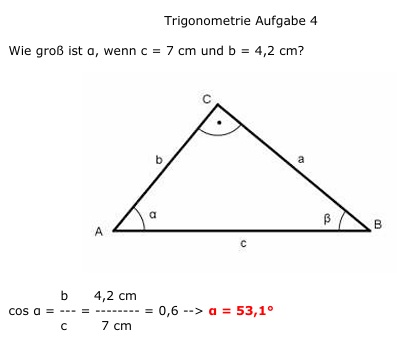 Trigonometrie Aufgabe 4
Wie groß ist α, wenn c = 7 cm und b = 4,2 cm?
C
b
a
A
α
β
B
c
b 4,2 cm
cos α = --- = -------- = 0,6 --> α = 53,1°
c 7 cm